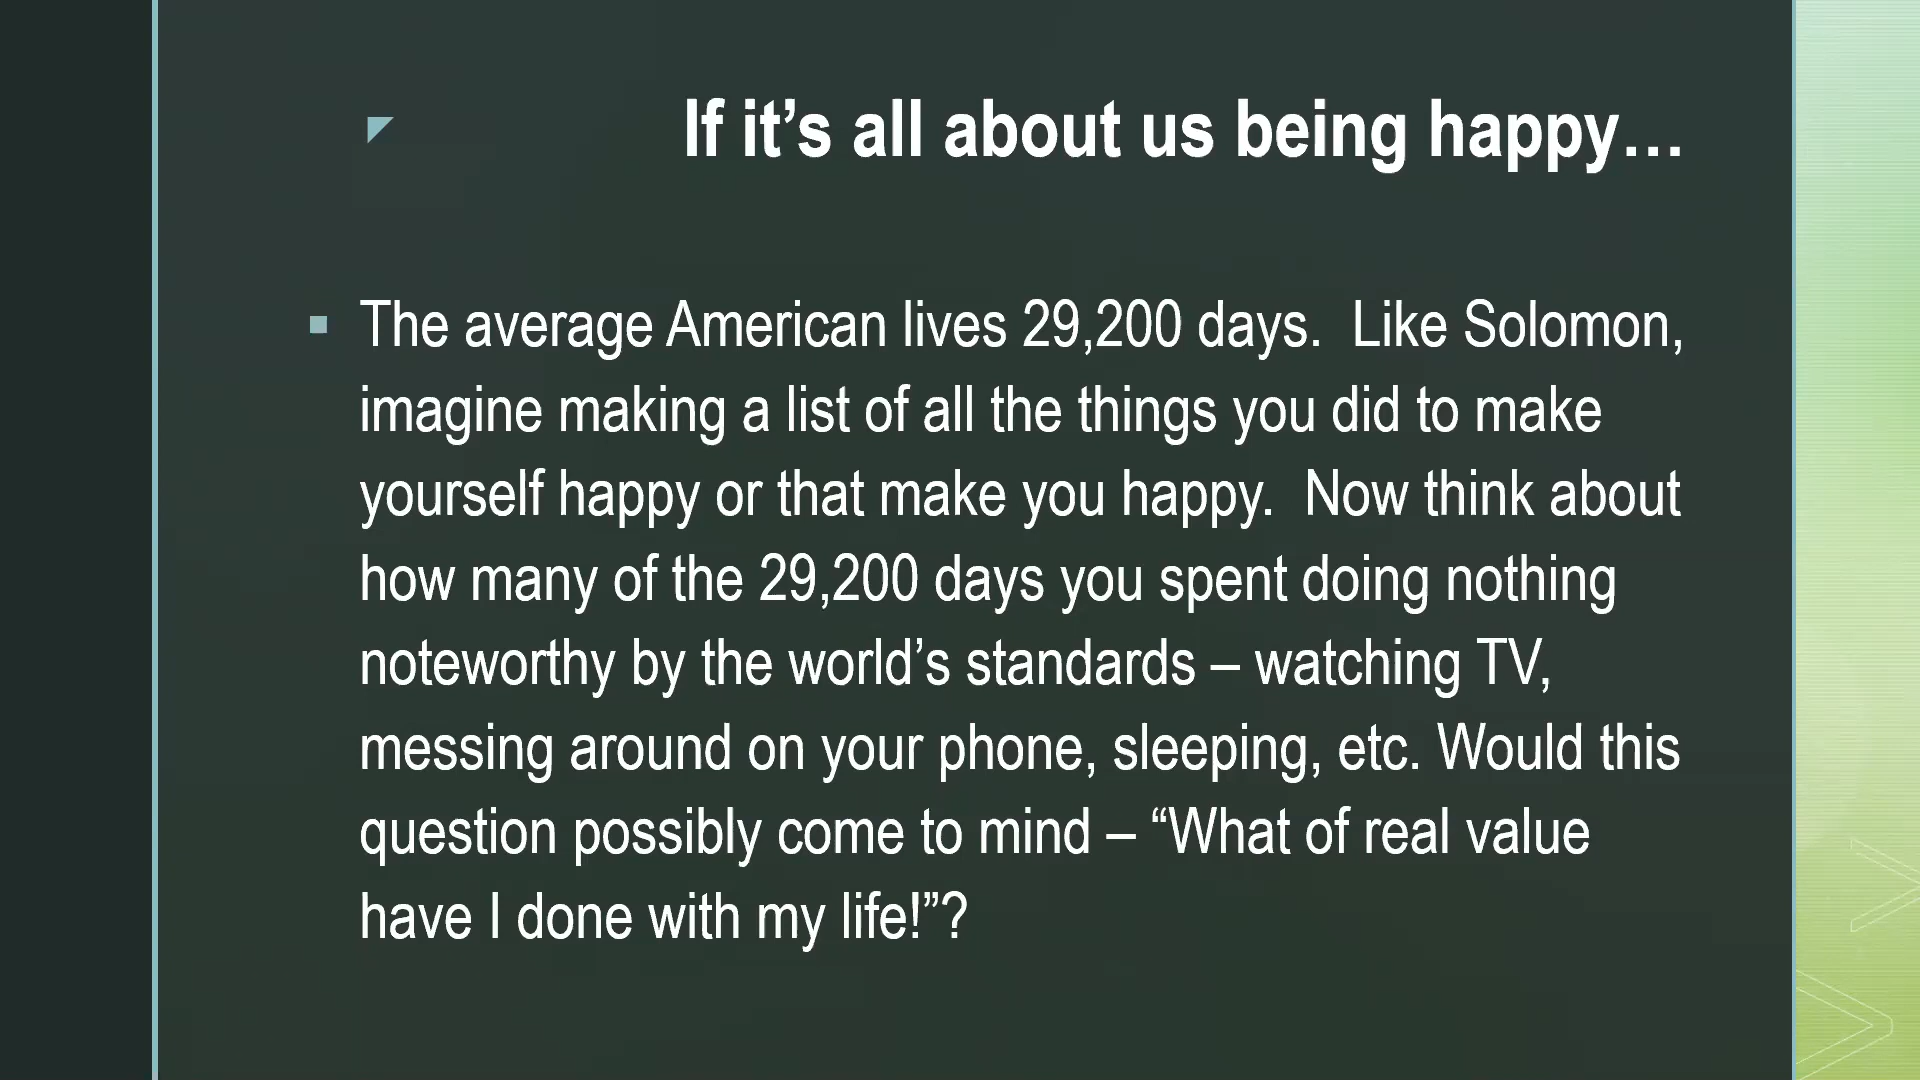 If it’s all about us being happy…
The average American lives 29,200 days.  Like Solomon,
imagine making a list of all the things you did to make
yourself happy or that make you happy.  Now think about
how many of the 29,200 days you spent doing nothing
noteworthy by the world’s standards – watching TV,
messing around on your phone, sleeping, etc. Would this
question possibly come to mind – “What of real value
have I done with my life!”?